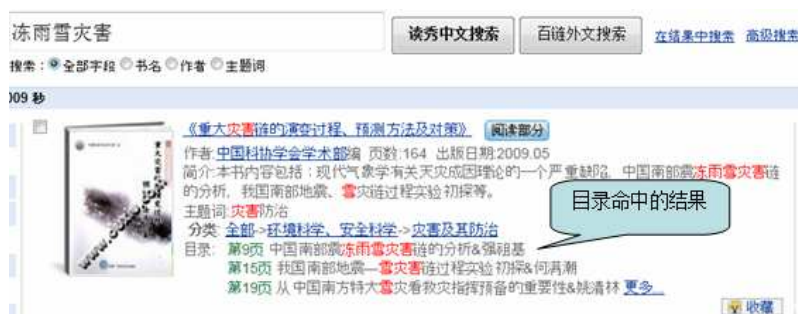 冻雨雪灾害
读秀中文搜索
百链外文搜索
在结果中搜索 高级搜索
搜索：全部字段 书名 作者 主题词
009 秒
《重大灾害链的演变过程、预测方法及对策》 阅读部分
作者:中国科协学会学术部编 页数:164 出版日期:2009.05
简介:本书内容包括：现代气象学有关天灾成因理论的一个严重缺陷、中国南部震冻雨雪灾害链
的分析、我国南部地震、雪灾链过程实验初探等。
主题词:灾害防治
分类:全部->环境科学、安全科学->灾害及其防治
目录: 第9页 中国南部震冻雨雪灾害链的分析&强祖基
第15页 我国南部地震—雪灾害链过程实验初探&何满潮
第19页 从中国南方特大雪灾看救灾指挥预备的重要性&姚清林 更多...
目录命中的结果
收藏